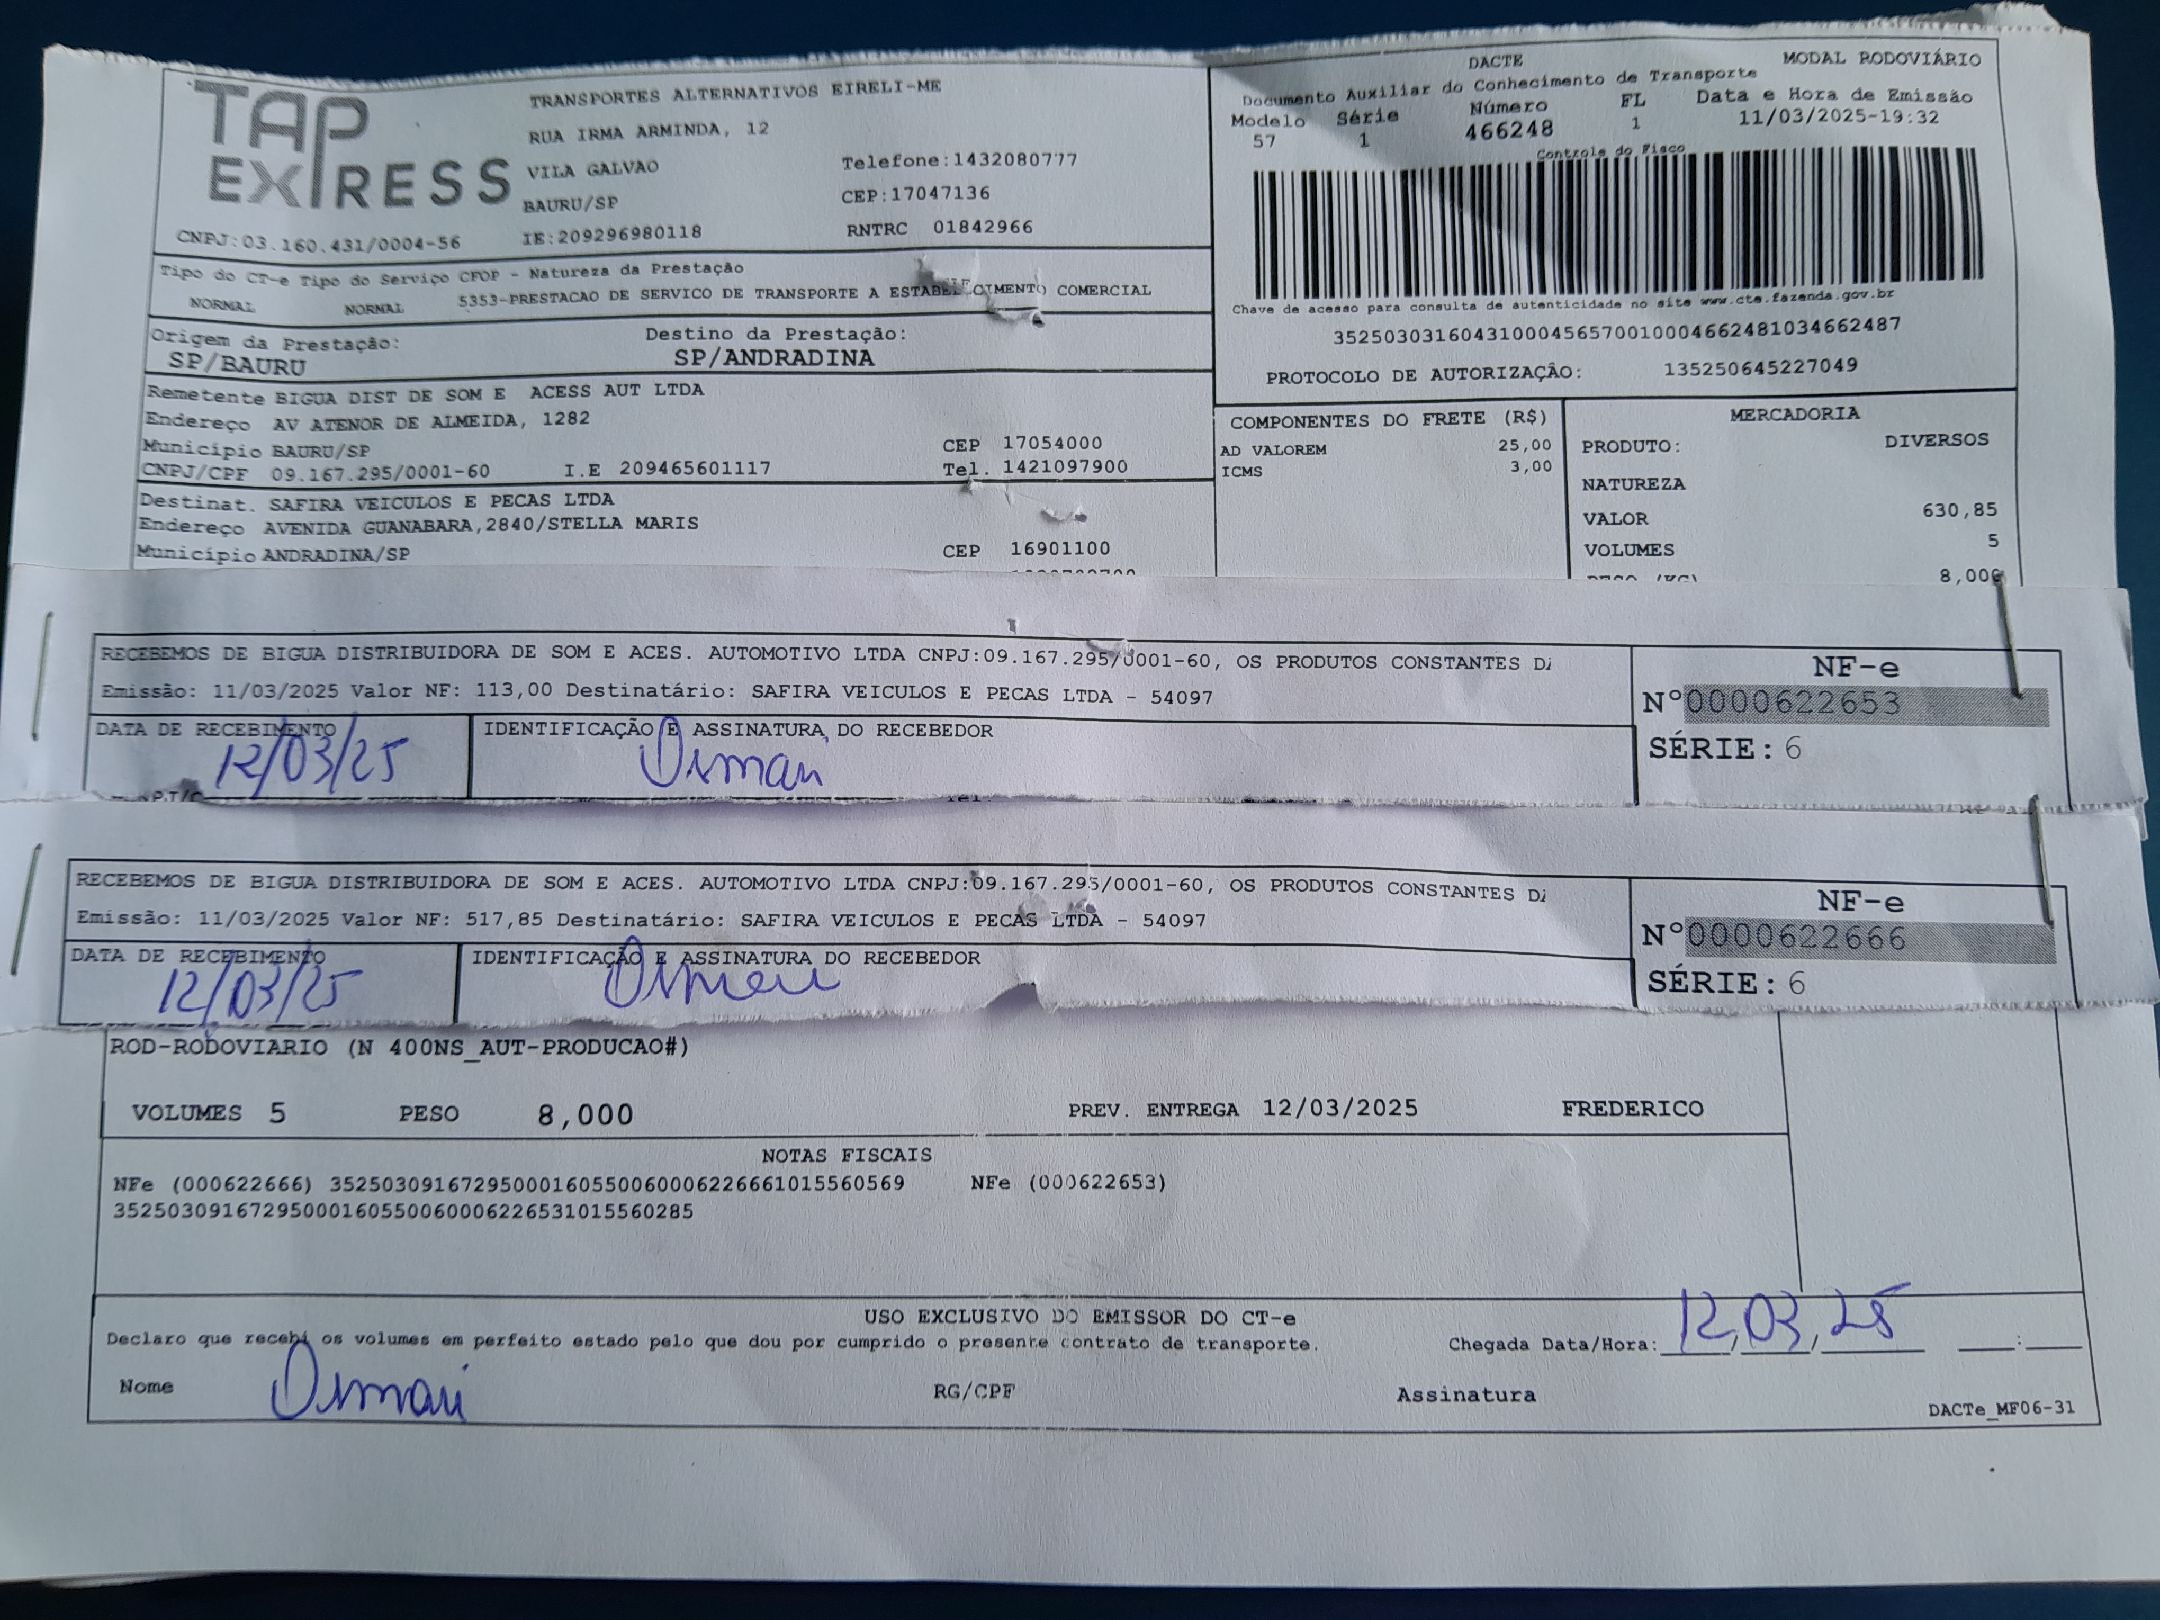 TAP EXPRESS
TRANSPORTES ALTERNATIVOS EIRELI-ME
RUA IRMA ARMINDA, 12
VILA GALVAO Telefone:1432080777
BAURU/SP CEP:17047136
CNPJ:03.160.431/0004-56 IE:209296980118 RNTRC 01842966
DACTE MODAL RODOVIÁRIO
Documento Auxiliar do Conhecimento de Transporte
Modelo Série Número FL Data e Hora de Emissão
57 1 466248 1 11/03/2025-19:32
Controle do Fisco
Chave de acesso para consulta de autenticidade no site www.cte.fazenda.gov.br
35250303160431000456570010004662481034662487
PROTOCOLO DE AUTORIZAÇÃO: 135250645227049
Tipo do CT-e Tipo do Serviço CFOP - Natureza da Prestação
NORMAL NORMAL 5353-PRESTACAO DE SERVICO DE TRANSPORTE A ESTABELECIMENTO COMERCIAL
Origem da Prestação: Destino da Prestação:
SP/BAURU SP/ANDRADINA
Remetente BIGUA DIST DE SOM E ACESS AUT LTDA
Endereço AV ATENOR DE ALMEIDA, 1282
Município BAURU/SP CEP 17054000
CNPJ/CPF 09.167.295/0001-60 I.E 209465601117 Tel. 1421097900
Destinat. SAFIRA VEICULOS E PECAS LTDA
Endereço AVENIDA GUANABARA,2840/STELLA MARIS
Município ANDRADINA/SP CEP 16901100
COMPONENTES DO FRETE (R$)
AD VALOREM 25,00
ICMS 3,00
MERCADORIA
PRODUTO: DIVERSOS
NATUREZA
VALOR 630,85
VOLUMES 5
8,000
RECEBEMOS DE BIGUA DISTRIBUIDORA DE SOM E ACES. AUTOMOTIVO LTDA CNPJ:09.167.295/0001-60, OS PRODUTOS CONSTANTES
Emissão: 11/03/2025 Valor NF: 113,00 Destinatário: SAFIRA VEICULOS E PECAS LTDA - 54097
DATA DE RECEBIMENTO IDENTIFICAÇÃO E ASSINATURA DO RECEBEDOR
12/03/25
NF-e
Nº0000622653
SÉRIE: 6
RECEBEMOS DE BIGUA DISTRIBUIDORA DE SOM E ACES. AUTOMOTIVO LTDA CNPJ:09.167.295/0001-60, OS PRODUTOS CONSTANTES
Emissão: 11/03/2025 Valor NF: 517,85 Destinatário: SAFIRA VEICULOS E PECAS LTDA - 54097
DATA DE RECEBIMENTO IDENTIFICAÇÃO E ASSINATURA DO RECEBEDOR
12/03/25
NF-e
Nº0000622666
SÉRIE: 6
ROD-RODOVIARIO (N 400NS_AUT-PRODUCAO#)
VOLUMES 5 PESO 8,000 PREV. ENTREGA 12/03/2025 FREDERICO
NOTAS FISCAIS
NFe (000622666) 35250309167295000160550060006226661015560569 NFe (000622653)
35250309167295000160550060006226531015560285
USO EXCLUSIVO DO EMISSOR DO CT-e
Declaro que recebi os volumes em perfeito estado pelo que dou por cumprido o presente contrato de transporte. Chegada Data/Hora: 12/03/25 :
Nome RG/CPF Assinatura
DACTe_MF06-31